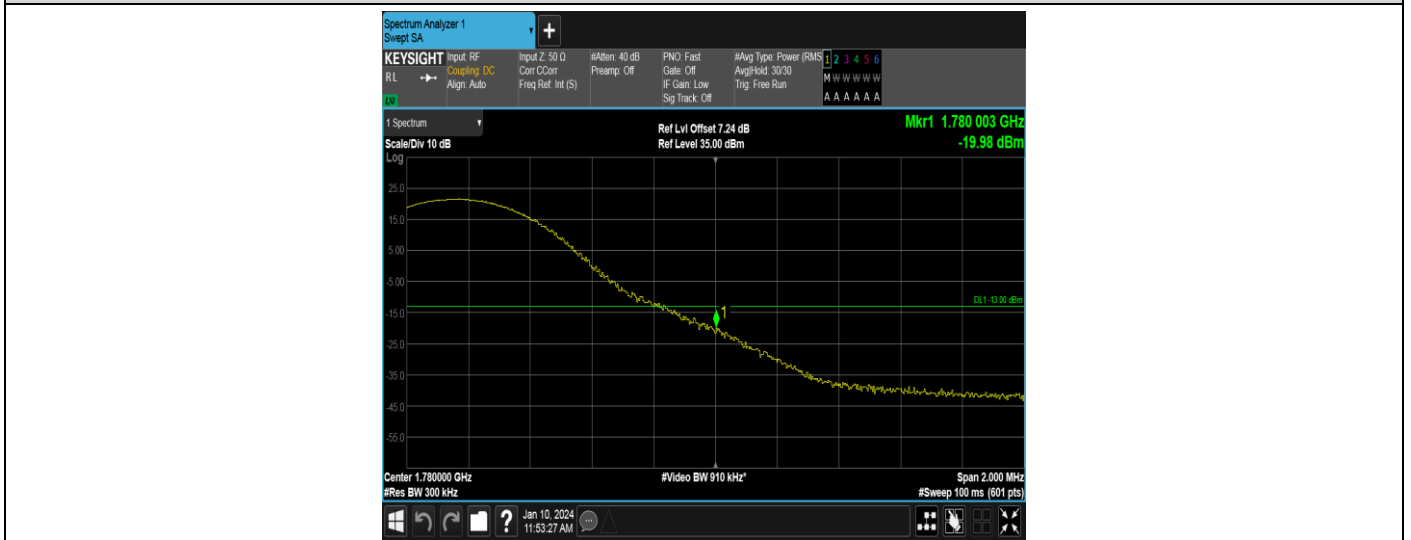 Spectrum Analyzer 1
Swept SA
+
KEYSIGHT Input: RF Input Z: 50 Ω #Atten: 40 dB PNO: Fast #Avg Type: Power (RMS 1 2 3 4 5 6
RL Coupling: DC Corr CCorr Preamp: Off Gate: Off Avg|Hold: 30/30 M W W W W W
Align: Auto Freq Ref: Int (S) IF Gain: Low Trig: Free Run
Sig Track: Off A A A A A A
LXI
1 Spectrum Ref Lvl Offset 7.24 dB Mkr1 1.780 003 GHz
Scale/Div 10 dB Ref Level 35.00 dBm -19.98 dBm
Log
25.0
15.0
5.00
-5.00
DL1 -13.00 dBm
-15.0
1
-25.0
-35.0
-45.0
-55.0
Center 1.780000 GHz #Video BW 910 kHz* Span 2.000 MHz
#Res BW 300 kHz #Sweep 100 ms (601 pts)
? Jan 10, 2024
11:53:27 AM